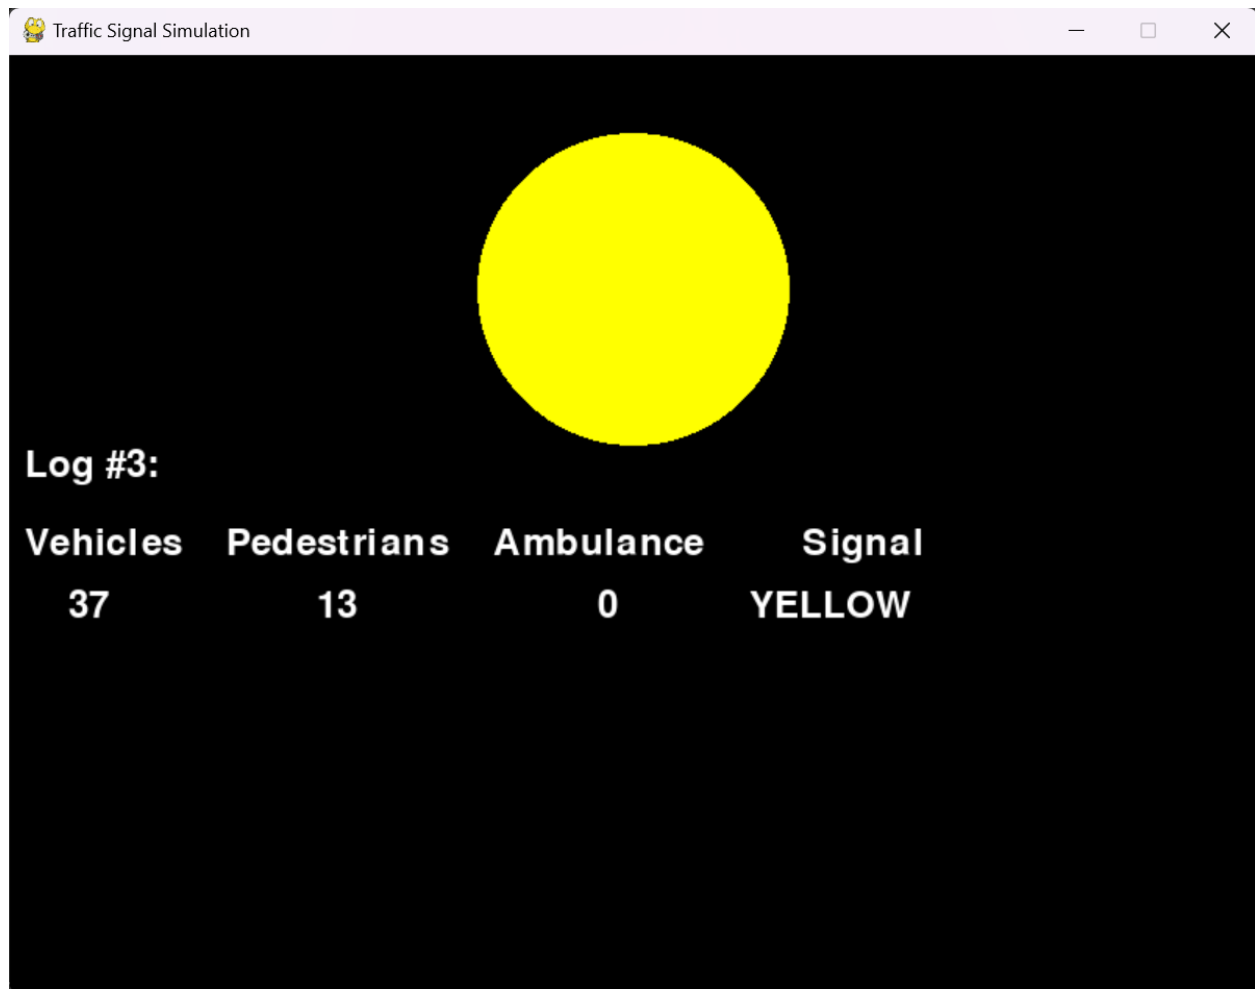 Traffic Signal Simulation
Log #3:
Vehicles Pedestrians Ambulance Signal
37 13 0 YELLOW